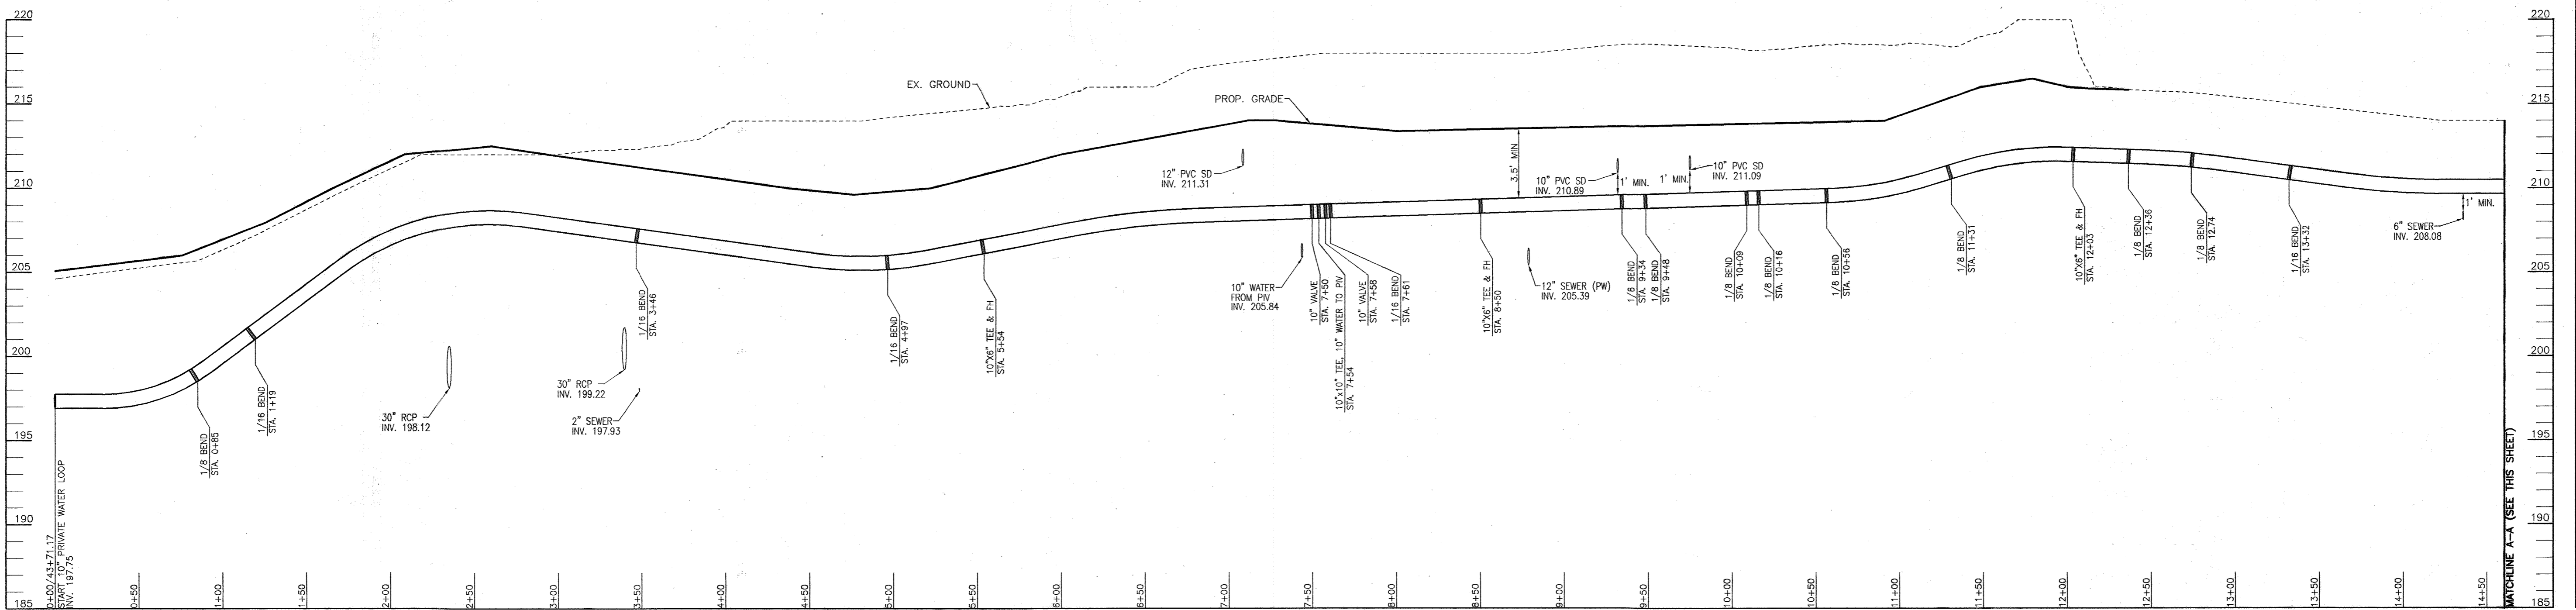 220
215
210
205
200
195
190
185
EX. GROUND
PROP. GRADE
0+00/43+71.17
START 10" PRIVATE WATER LOOP
INV. 197.75
1/8 BEND
STA. 0+85
1/16 BEND
STA. 1+19
30" RCP
INV. 198.12
30" RCP
INV. 199.22
2" SEWER
INV. 197.93
1/16 BEND
STA. 3+46
1/16 BEND
STA. 4+97
10"X6" TEE & FH
STA. 5+54
12" PVC SD
INV. 211.31
10" WATER
FROM PIV
INV. 205.84
10" VALVE
STA. 7+50
10"x10" TEE, 10" WATER TO PIV
STA. 7+54
10" VALVE
STA. 7+58
1/16 BEND
STA. 7+61
10"X6" TEE & FH
STA. 8+50
3.5' MIN
12" SEWER (PW)
INV. 205.39
10" PVC SD
INV. 210.89
1' MIN.
1' MIN.
10" PVC SD
INV. 211.09
1/8 BEND
STA. 9+34
1/8 BEND
STA. 9+48
1/8 BEND
STA. 10+09
1/8 BEND
STA. 10+16
1/8 BEND
STA. 10+56
1/8 BEND
STA. 11+31
10"X6" TEE & FH
STA. 12+03
1/8 BEND
STA. 12+36
1/8 BEND
STA. 12.74
1/16 BEND
STA. 13+32
6" SEWER
INV. 208.08
1' MIN.
MATCHLINE A-A (SEE THIS SHEET)
220
215
210
205
200
195
190
185
0+50
1+00
1+50
2+00
2+50
3+00
3+50
4+00
4+50
5+00
5+50
6+00
6+50
7+00
7+50
8+00
8+50
9+00
9+50
10+00
10+50
11+00
11+50
12+00
12+50
13+00
13+50
14+00
14+50